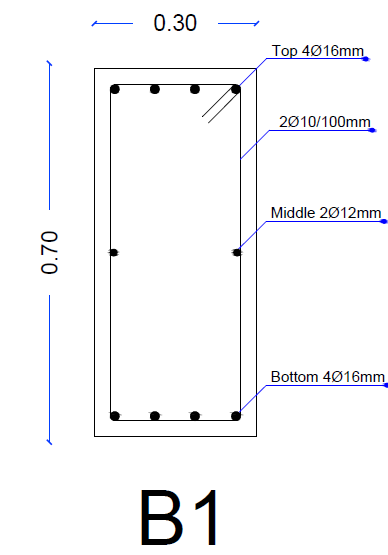 0.30
Top 4Ø16mm
2Ø10/100mm
Middle 2Ø12mm
0.70
Bottom 4Ø16mm
B1